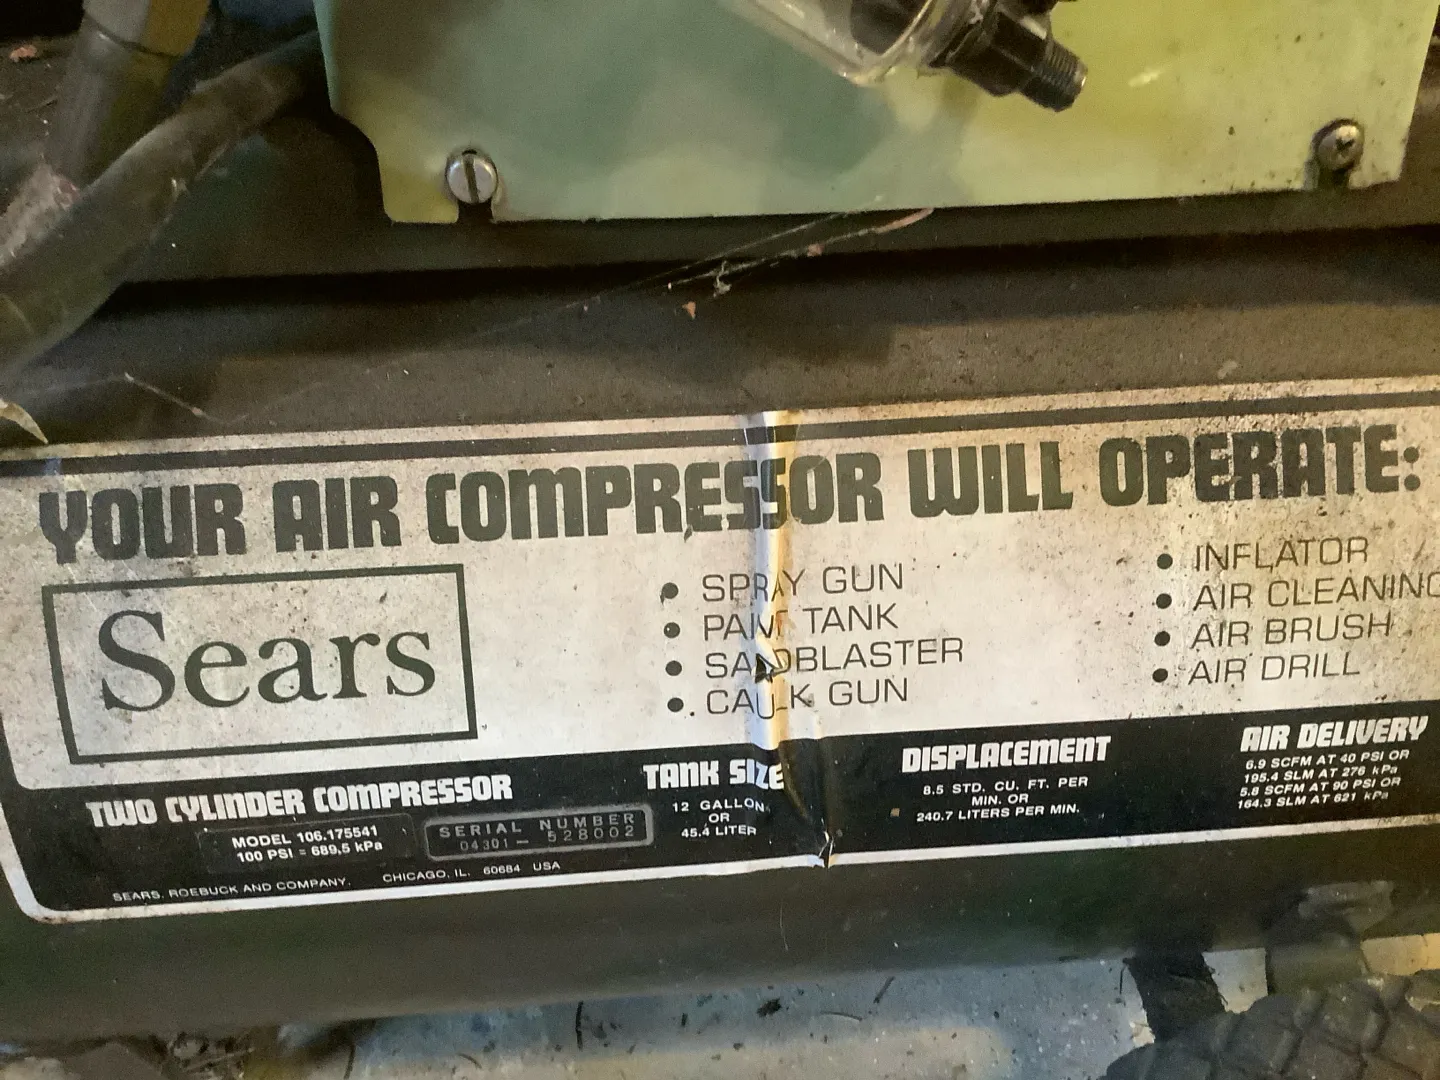 YOUR AIR COMPRESSOR WILL OPERATE:
Sears
• SPRAY GUN
• PAINT TANK
• SANDBLASTER
• CAULK GUN
• INFLATOR
• AIR CLEANING
• AIR BRUSH
• AIR DRILL
TWO CYLINDER COMPRESSOR
MODEL 106.175541
100 PSI = 689,5 kPa
SERIAL NUMBER
04301 — 528002
SEARS, ROEBUCK AND COMPANY, CHICAGO, IL. 60684 USA
TANK SIZE
12 GALLON
OR
45.4 LITER
DISPLACEMENT
8.5 STD. CU. FT. PER
MIN. OR
240.7 LITERS PER MIN.
AIR DELIVERY
6.9 SCFM AT 40 PSI OR
195.4 SLM AT 276 kPa
5.8 SCFM AT 90 PSI OR
164.3 SLM AT 621 kPa